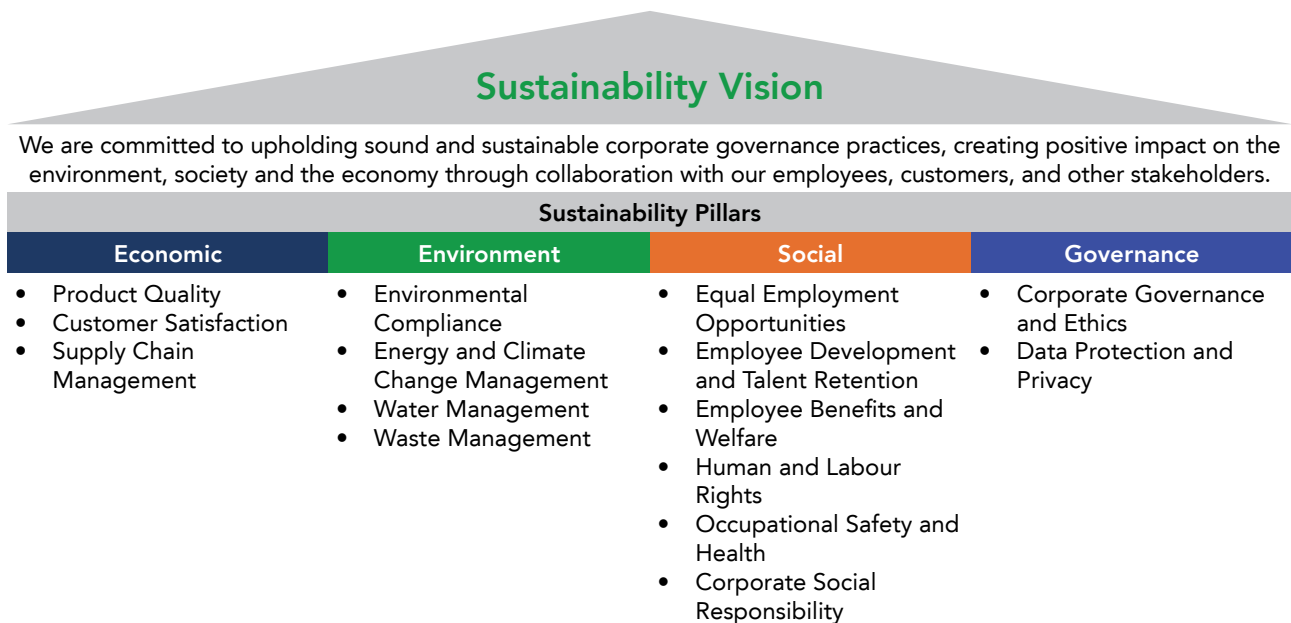 Sustainability Vision
We are committed to upholding sound and sustainable corporate governance practices, creating positive impact on the
environment, society and the economy through collaboration with our employees, customers, and other stakeholders.
Sustainability Pillars
Economic
• Product Quality
• Customer Satisfaction
• Supply Chain
Management
Environment
• Environmental
Compliance
• Energy and Climate
Change Management
• Water Management
• Waste Management
Social
• Equal Employment
Opportunities
• Employee Development
and Talent Retention
• Employee Benefits and
Welfare
• Human and Labour
Rights
• Occupational Safety and
Health
• Corporate Social
Responsibility
Governance
• Corporate Governance
and Ethics
• Data Protection and
Privacy